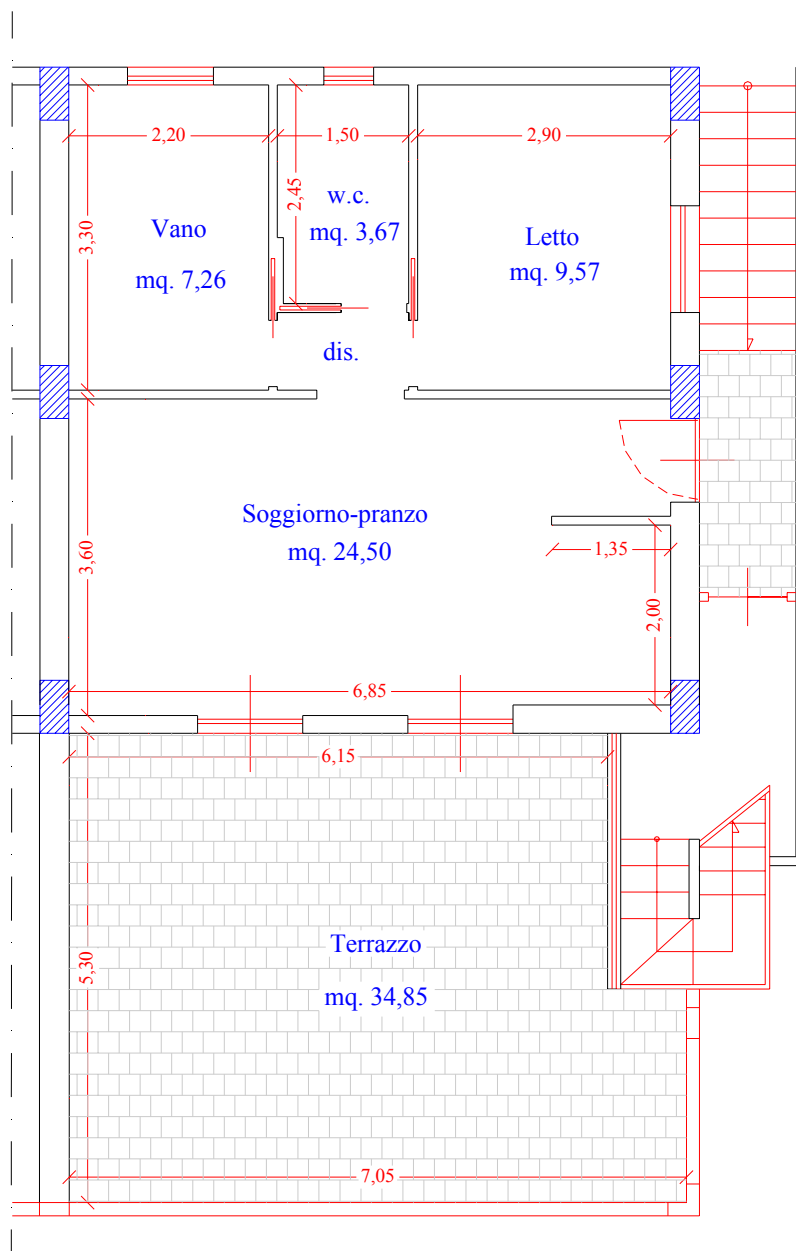 2,20
1,50
2,90
2,45
3,30
Vano
mq. 7,26
w.c.
mq. 3,67
Letto
mq. 9,57
dis.
Soggiorno-pranzo
mq. 24,50
3,60
1,35
2,00
6,85
6,15
Terrazzo
mq. 34,85
5,30
7,05